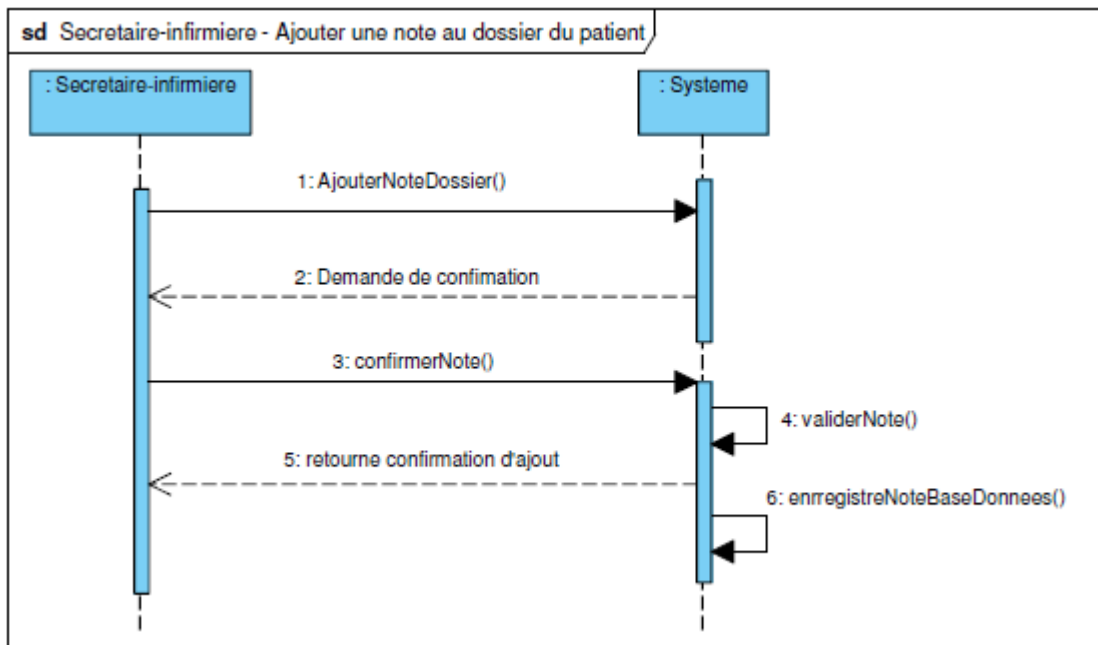 sd Secretaire-infirmiere - Ajouter une note au dossier du patient
: Secretaire-infirmiere
: Systeme
1: AjouterNoteDossier()
2: Demande de confimation
3: confirmerNote()
4: validerNote()
5: retourne confirmation d'ajout
6: enrregistreNoteBaseDonnees()